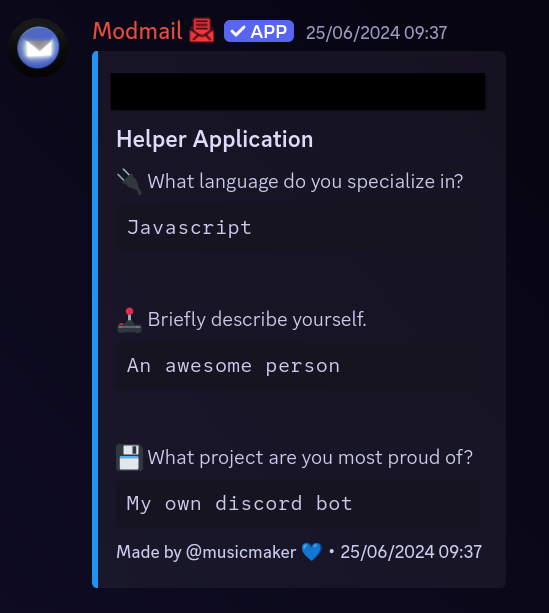 Modmail APP 25/06/2024 09:37
Helper Application
What language do you specialize in?
Javascript
Briefly describe yourself.
An awesome person
What project are you most proud of?
My own discord bot
Made by @musicmaker 💙 • 25/06/2024 09:37